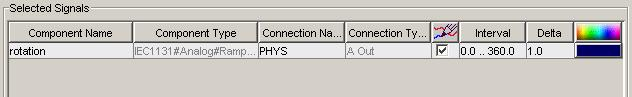 Selected Signals
Component Name Component Type Connection Na... Connection Ty... Interval Delta
rotation IEC1131#Analog#Ramp... PHYS A Out 0.0 .. 360.0 1.0